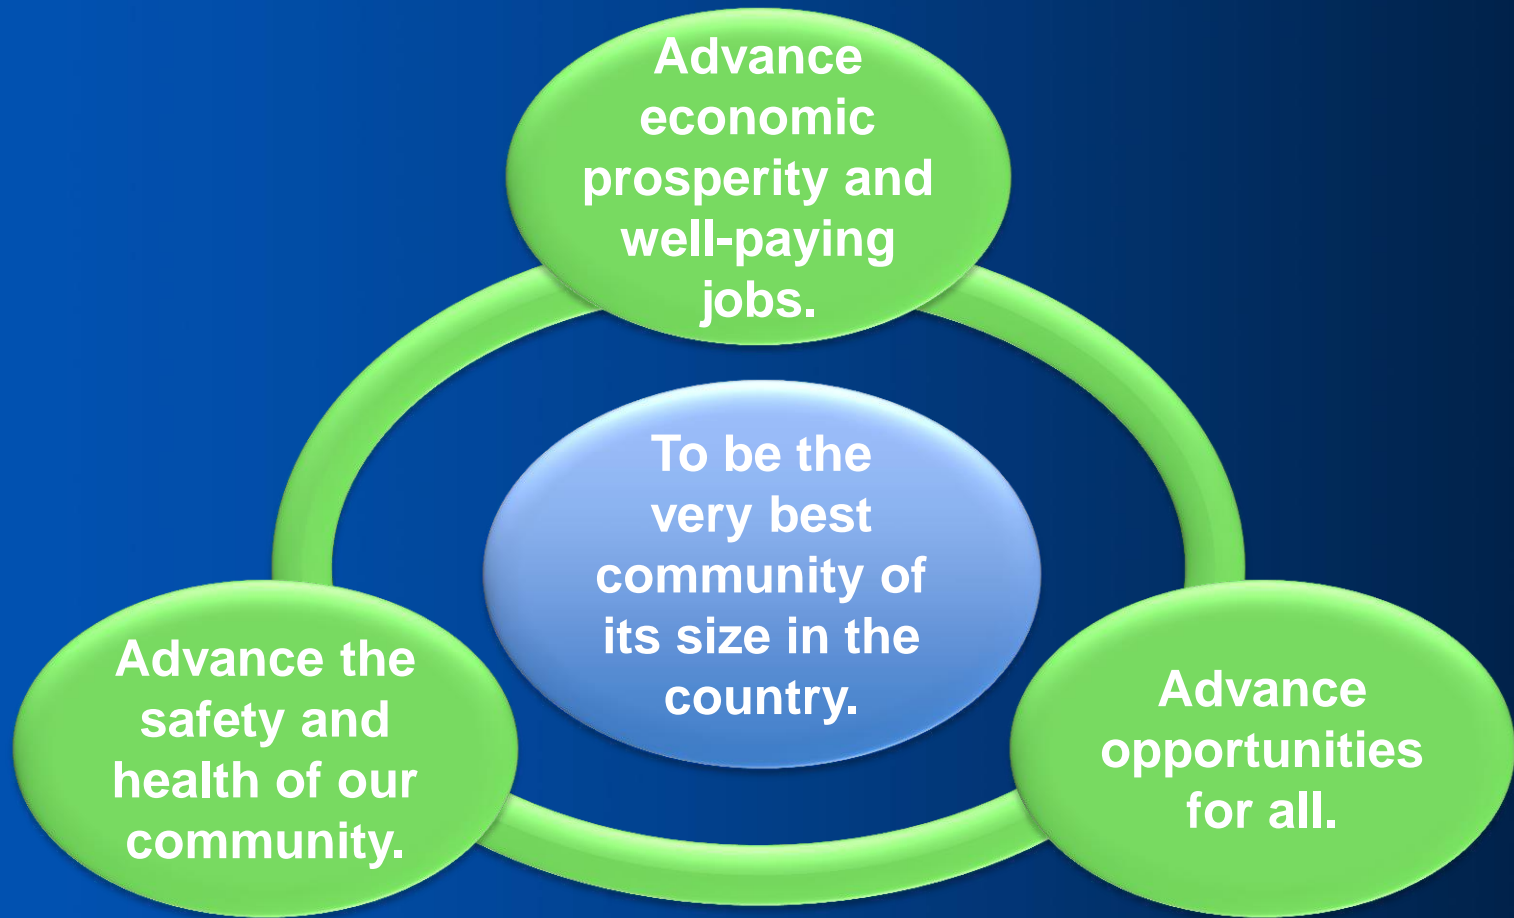 Advance
economic
prosperity and
well-paying
jobs.
To be the
very best
community of
its size in the
country.
Advance the
safety and
health of our
community.
Advance
opportunities
for all.